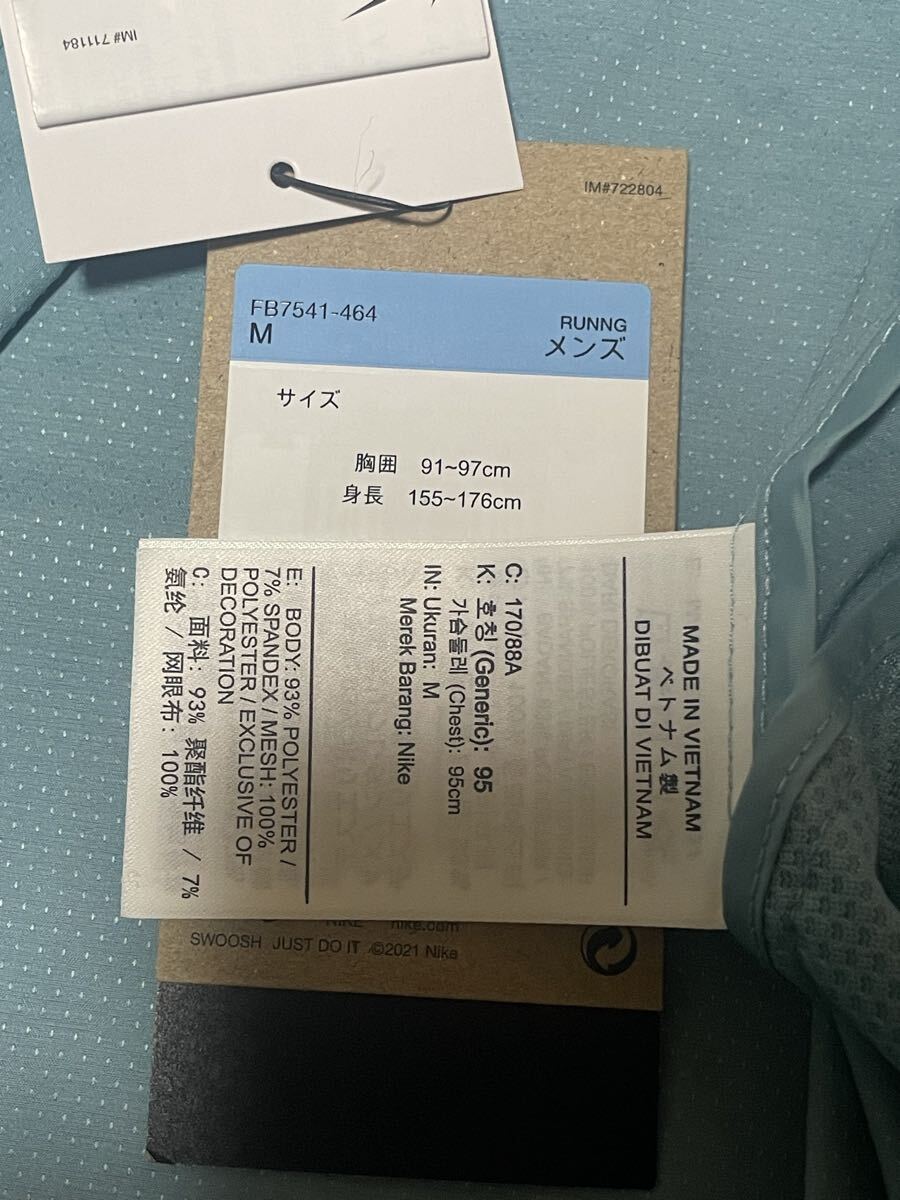 IM#711184
IM#722804
FB7541-464
M
RUNNG
メンズ
サイズ
胸囲 91~97cm
身長 155~176cm
MADE IN VIETNAM
ベトナム製
DIBUAT DI VIETNAM
C: 170/88A
K: 호칭 (Generic): 95
가슴둘레 (Chest): 95cm
IN: Ukuran: M
Merek Barang: Nike
E: BODY: 93% POLYESTER /
7% SPANDEX / MESH: 100%
POLYESTER / EXCLUSIVE OF
DECORATION
C: 面料: 93% 聚酯纤维 / 7%
氨纶 / 网眼布: 100%
NIKE nike.com
SWOOSH JUST DO IT ©2021 Nike